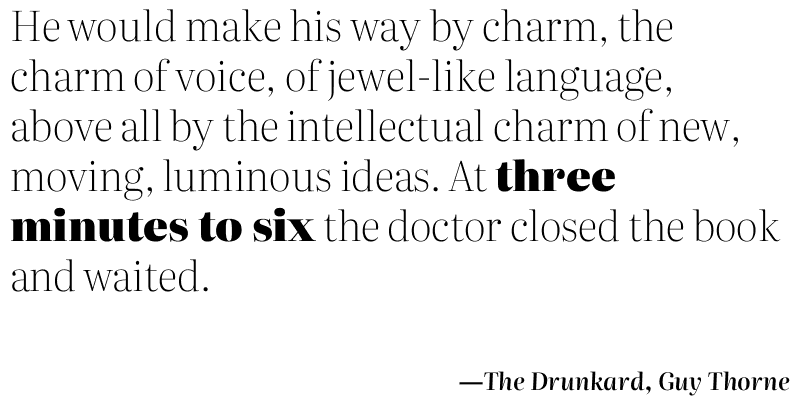 He would make his way by charm, the
charm of voice, of jewel-like language,
above all by the intellectual charm of new,
moving, luminous ideas. At three
minutes to six the doctor closed the book
and waited.
—The Drunkard, Guy Thorne